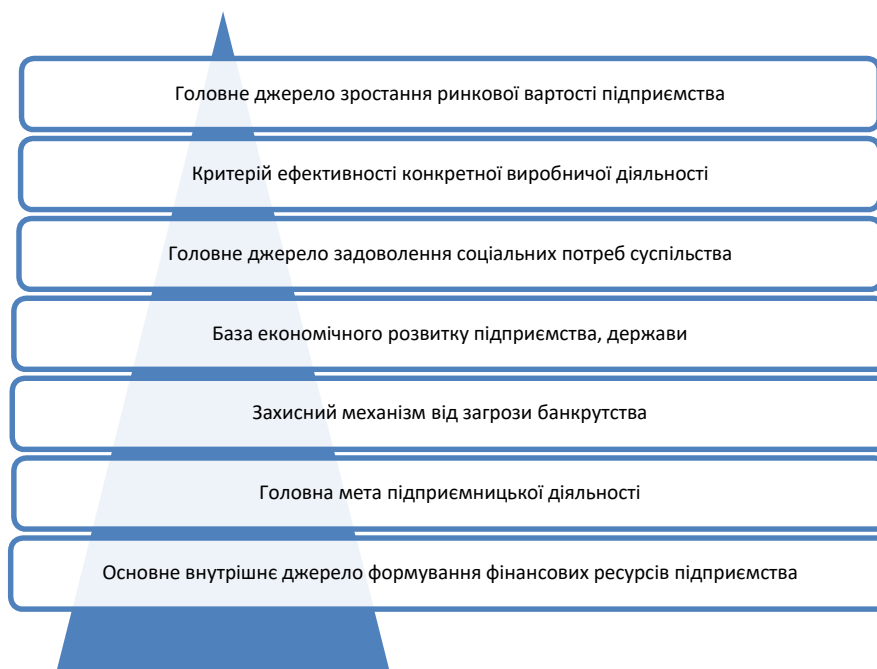 Головне джерело зростання ринкової вартості підприємства
Критерій ефективності конкретної виробничої діяльності
Головне джерело задоволення соціальних потреб суспільства
База економічного розвитку підприємства, держави
Захисний механізм від загрози банкрутства
Головна мета підприємницької діяльності
Основне внутрішнє джерело формування фінансових ресурсів підприємства